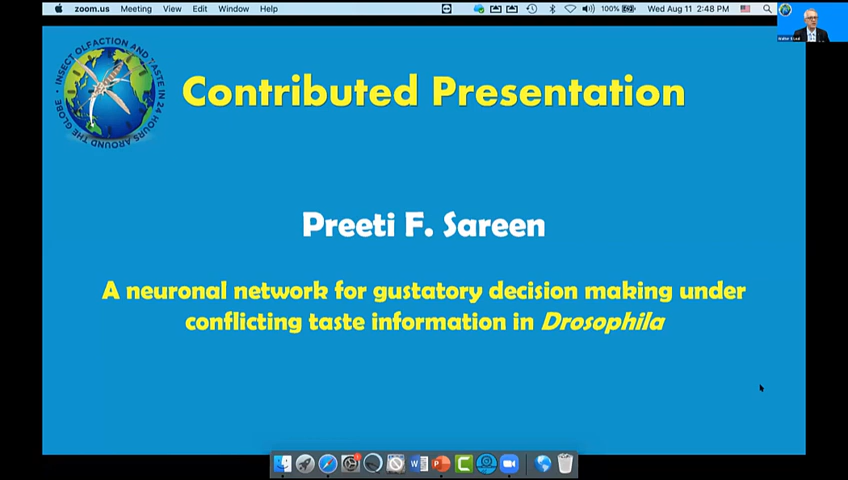 zoom.us Meeting View Edit Window Help
100% Wed Aug 11 2:48 PM
INSECT OLFACTION AND TASTE IN 24 HOURS AROUND THE GLOBE
Contributed Presentation
Preeti F. Sareen
A neuronal network for gustatory decision making under
conflicting taste information in Drosophila